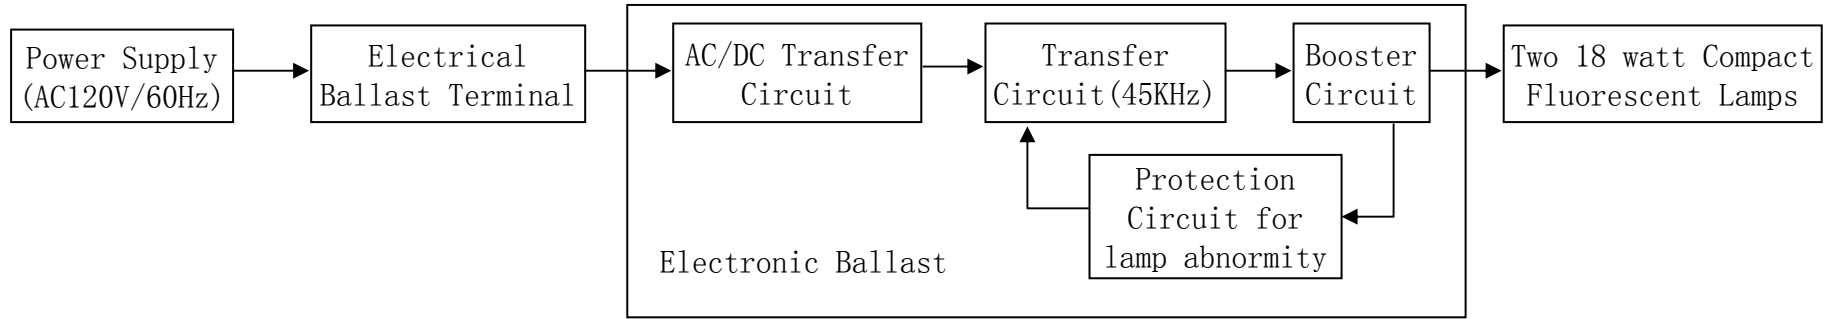 Power Supply
(AC120V/60Hz)
Electrical
Ballast Terminal
AC/DC Transfer
Circuit
Transfer
Circuit(45KHz)
Booster
Circuit
Two 18 watt Compact
Fluorescent Lamps
Protection
Circuit for
lamp abnormity
Electronic Ballast